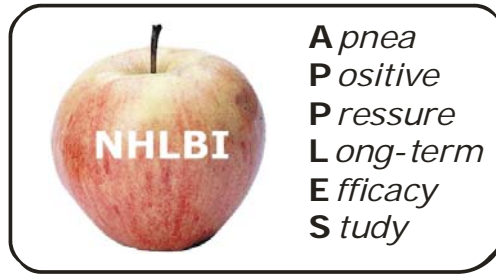 NHLBI
Apnea
Positive
Pressure
Long-term
Efficacy
Study